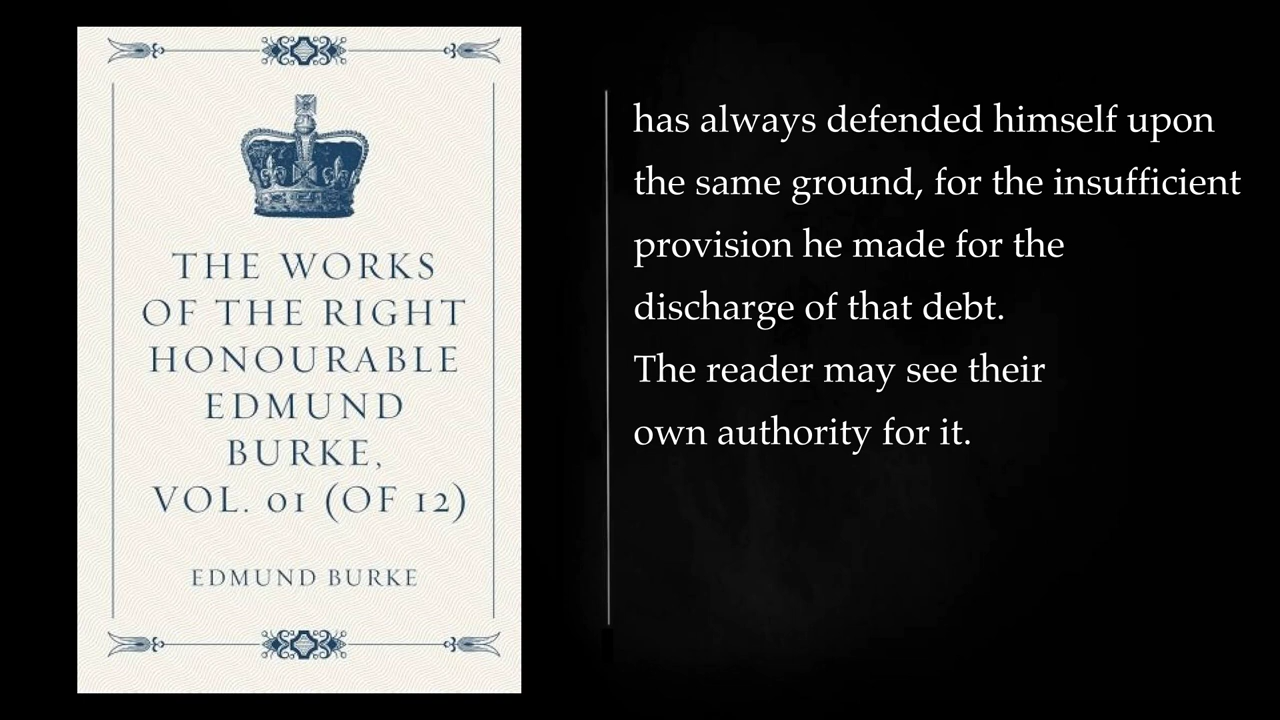 THE WORKS
OF THE RIGHT
HONOURABLE
EDMUND
BURKE,
VOL. 01 (OF 12)
EDMUND BURKE
has always defended himself upon
the same ground, for the insufficient
provision he made for the
discharge of that debt.
The reader may see their
own authority for it.